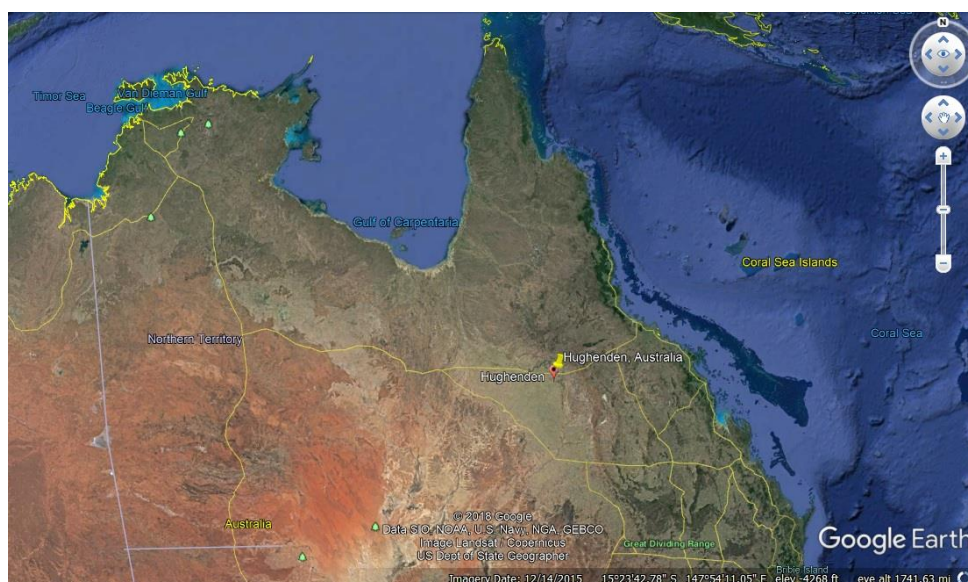 N
Timor Sea
Van Dieman Gulf
Beagle Gulf
Gulf of Carpentaria
Coral Sea Islands
Coral Sea
Northern Territory
Hughenden, Australia
Hughenden
Australia
© 2018 Google
Data SIO, NOAA, U.S. Navy, NGA, GEBCO
Image Landsat / Copernicus
US Dept of State Geographer
Great Dividing Range
Google Earth
Bribie Island
Imagery Date: 12/14/2015 15°23'42.78" S 147°54'11.05" E elev -4268 ft eye alt 1741.63 mi